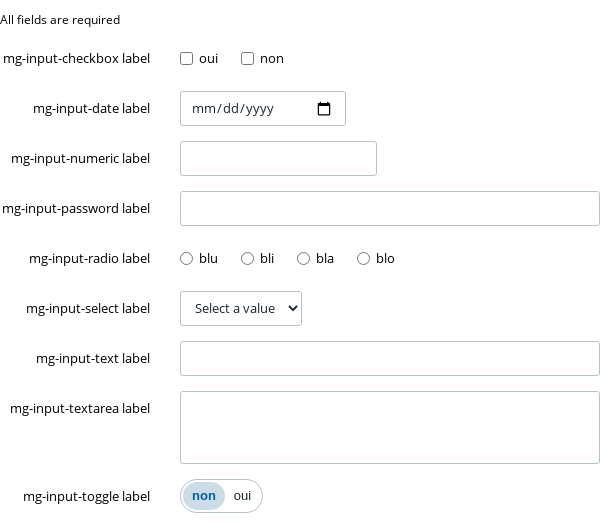 All fields are required
mg-input-checkbox label oui non
mg-input-date label mm/dd/yyyy
mg-input-numeric label
mg-input-password label
mg-input-radio label blu bli bla blo
mg-input-select label Select a value
mg-input-text label
mg-input-textarea label
mg-input-toggle label non oui